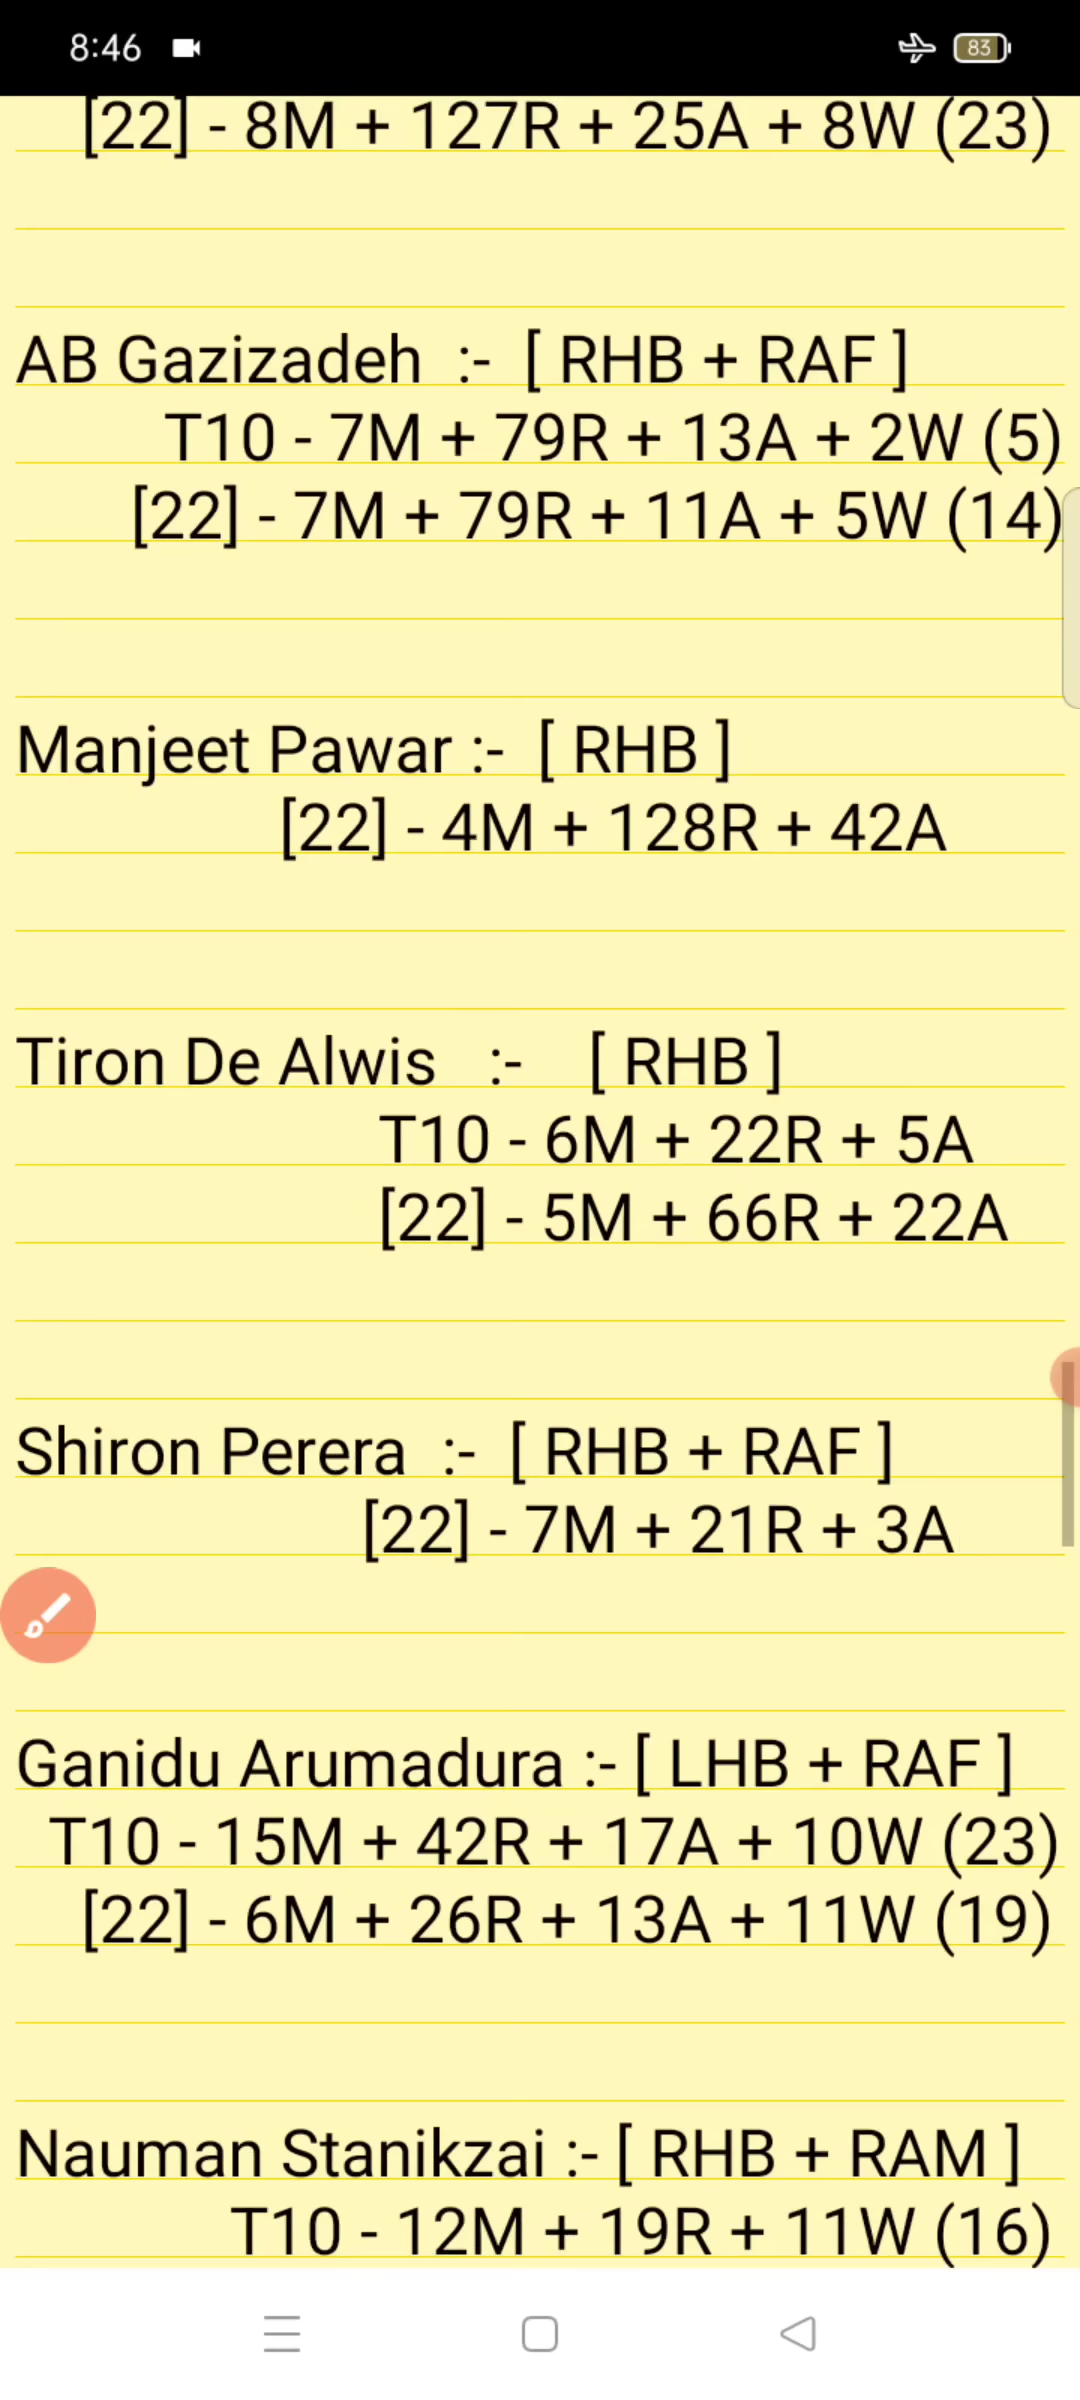 8:46
83
[22] - 8M + 127R + 25A + 8W (23)
AB Gazizadeh :- [ RHB + RAF ]
T10 - 7M + 79R + 13A + 2W (5)
[22] - 7M + 79R + 11A + 5W (14)
Manjeet Pawar :- [ RHB ]
[22] - 4M + 128R + 42A
Tiron De Alwis :- [ RHB ]
T10 - 6M + 22R + 5A
[22] - 5M + 66R + 22A
Shiron Perera :- [ RHB + RAF ]
[22] - 7M + 21R + 3A
Ganidu Arumadura :- [ LHB + RAF ]
T10 - 15M + 42R + 17A + 10W (23)
[22] - 6M + 26R + 13A + 11W (19)
Nauman Stanikzai :- [ RHB + RAM ]
T10 - 12M + 19R + 11W (16)